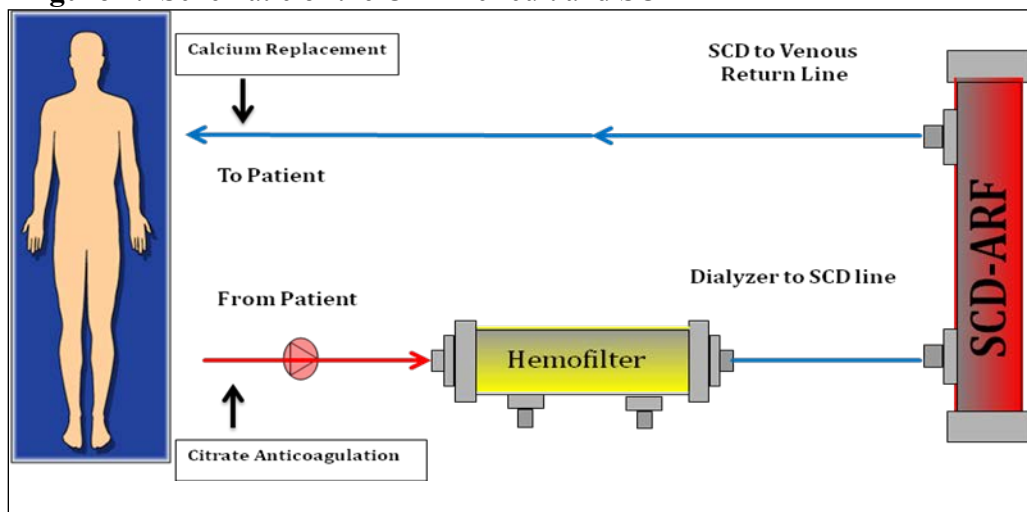 Calcium Replacement
SCD to Venous
Return Line
To Patient
SCD-ARF
From Patient
Dialyzer to SCD line
Hemofilter
Citrate Anticoagulation